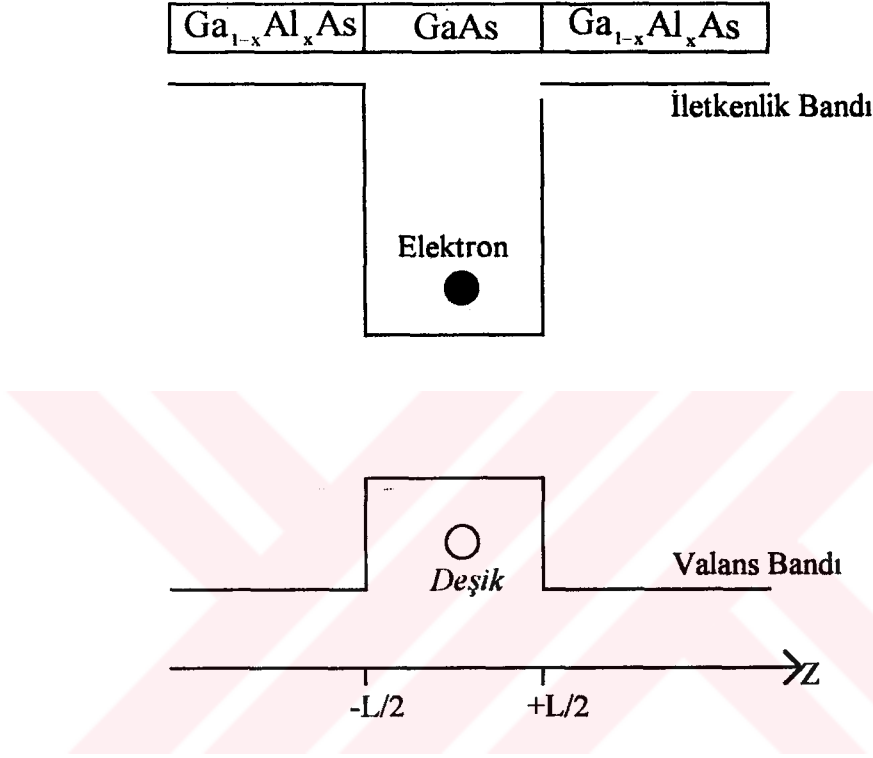 Ga₁₋ₓAlₓAs GaAs Ga₁₋ₓAlₓAs
İletkenlik Bandı
Elektron
Deşik
Valans Bandı
Z
-L/2 +L/2